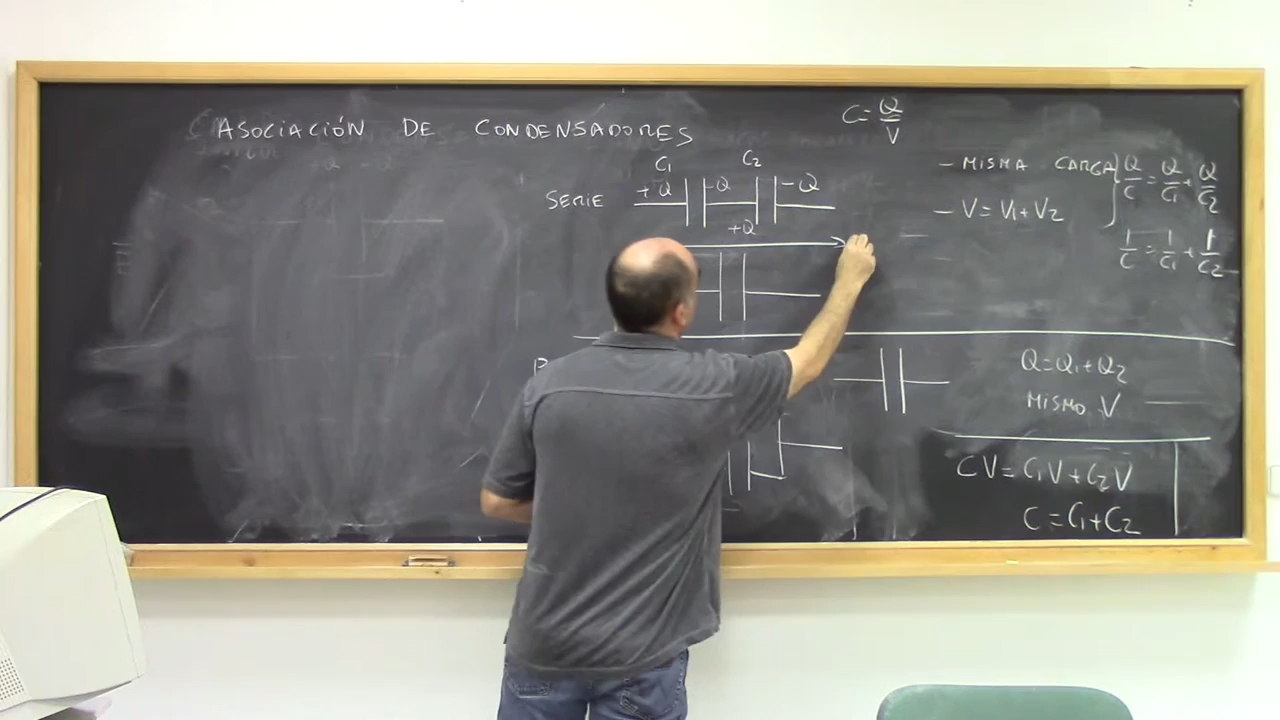 ASOCIACIÓN DE CONDENSADORES
C = Q/V
C1 C2
SERIE +Q -Q +Q -Q
- MISMA CARGA
- V = V1 + V2
Q/C = Q/C1 + Q/C2
1/C = 1/C1 + 1/C2
Q = Q1 + Q2
MISMO V
CV = C1V + C2V
C = C1 + C2